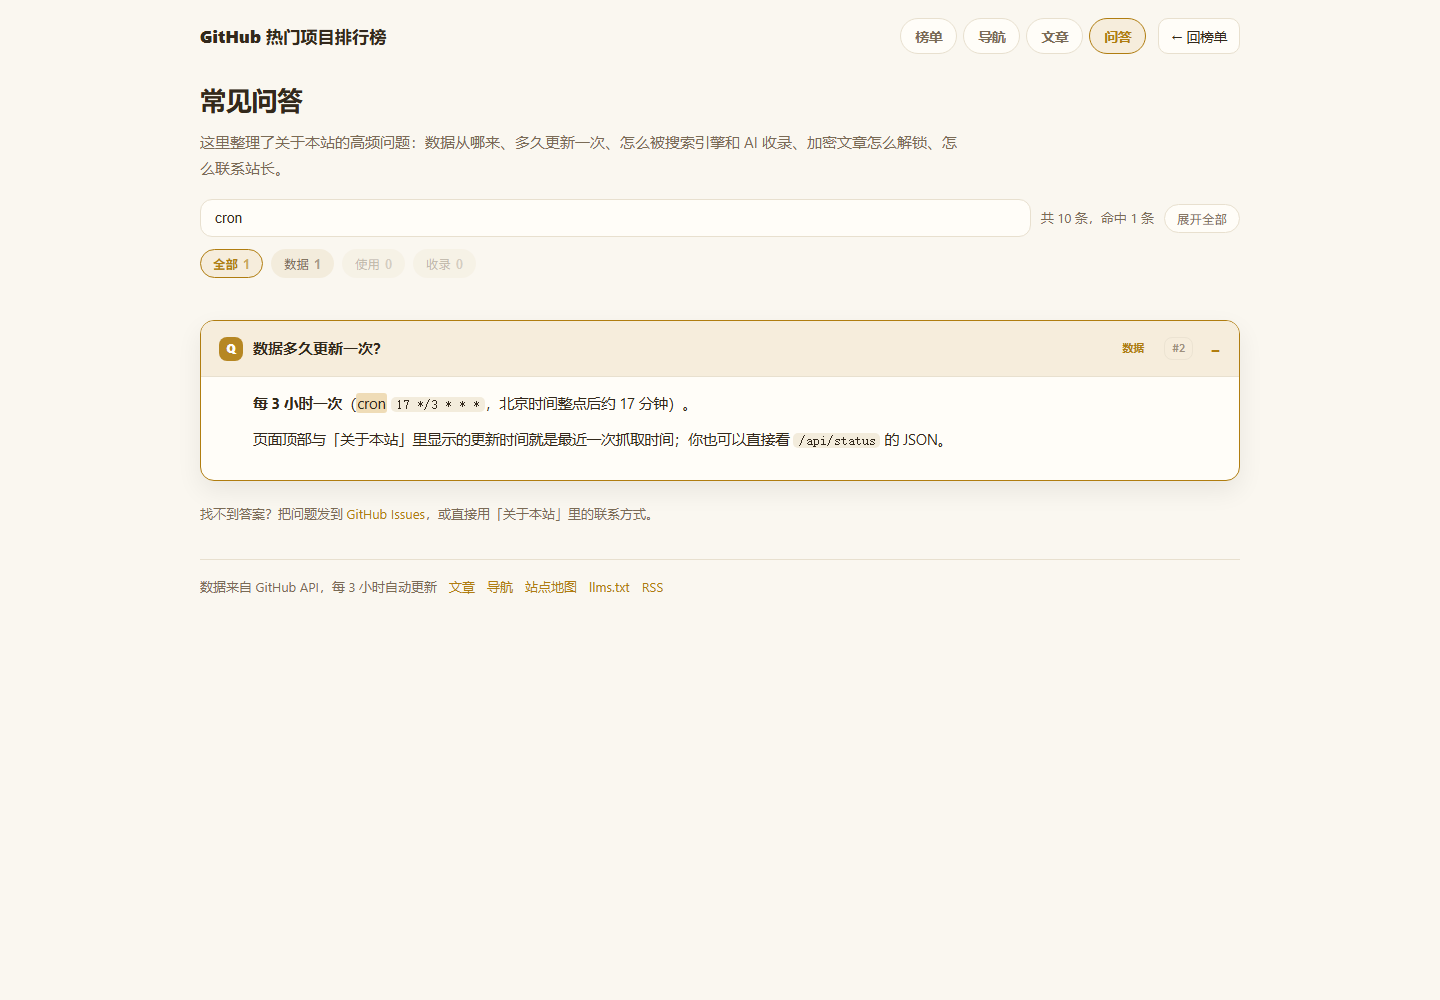 GitHub 热门项目排行榜
榜单 导航 文章 问答 ← 回榜单
常见问答
这里整理了关于本站的高频问题：数据从哪来、多久更新一次、怎么被搜索引擎和 AI 收录、加密文章怎么解锁、怎
么联系站长。
cron 共 10 条，命中 1 条 展开全部
全部 1 数据 1 使用 0 收录 0
Q 数据多久更新一次？ 数据 #2 –
每 3 小时一次（cron 17 */3 * * *，北京时间整点后约 17 分钟）。
页面顶部与「关于本站」里显示的更新时间就是最近一次抓取时间；你也可以直接看 /api/status 的 JSON。
找不到答案？把问题发到 GitHub Issues，或直接用「关于本站」里的联系方式。
数据来自 GitHub API，每 3 小时自动更新 文章 导航 站点地图 llms.txt RSS